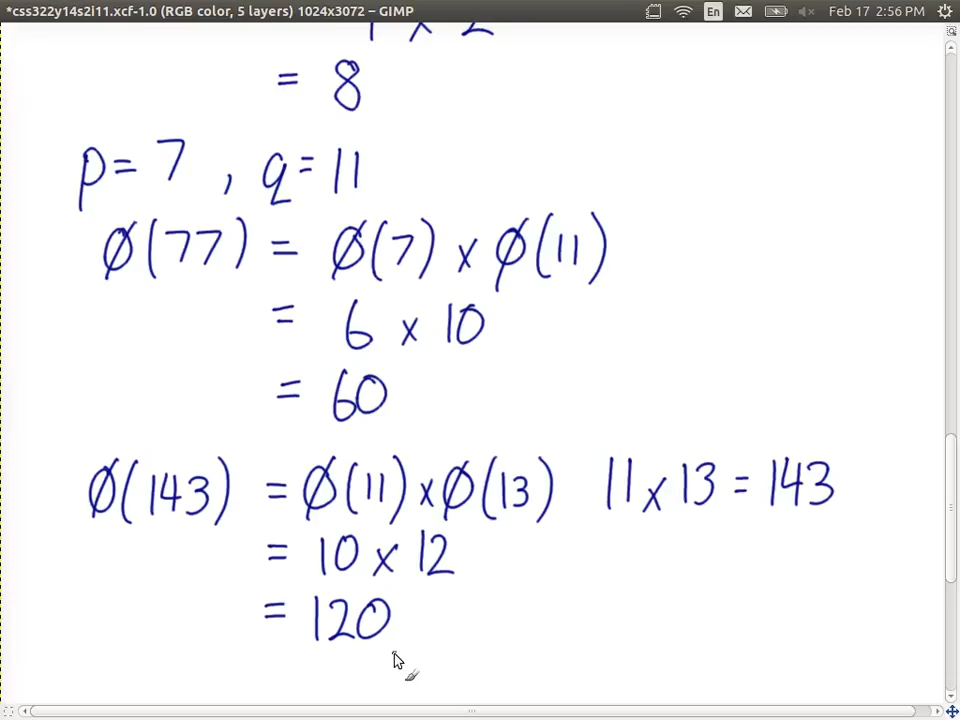 *css322y14s2i11.xcf-1.0 (RGB color, 5 layers) 1024x3072 – GIMP En Feb 17 2:56 PM
= 8
p = 7 , q = 11
ø(77) = ø(7) x ø(11)
= 6 x 10
= 60
ø(143) = ø(11) x ø(13) 11 x 13 = 143
= 10 x 12
= 120